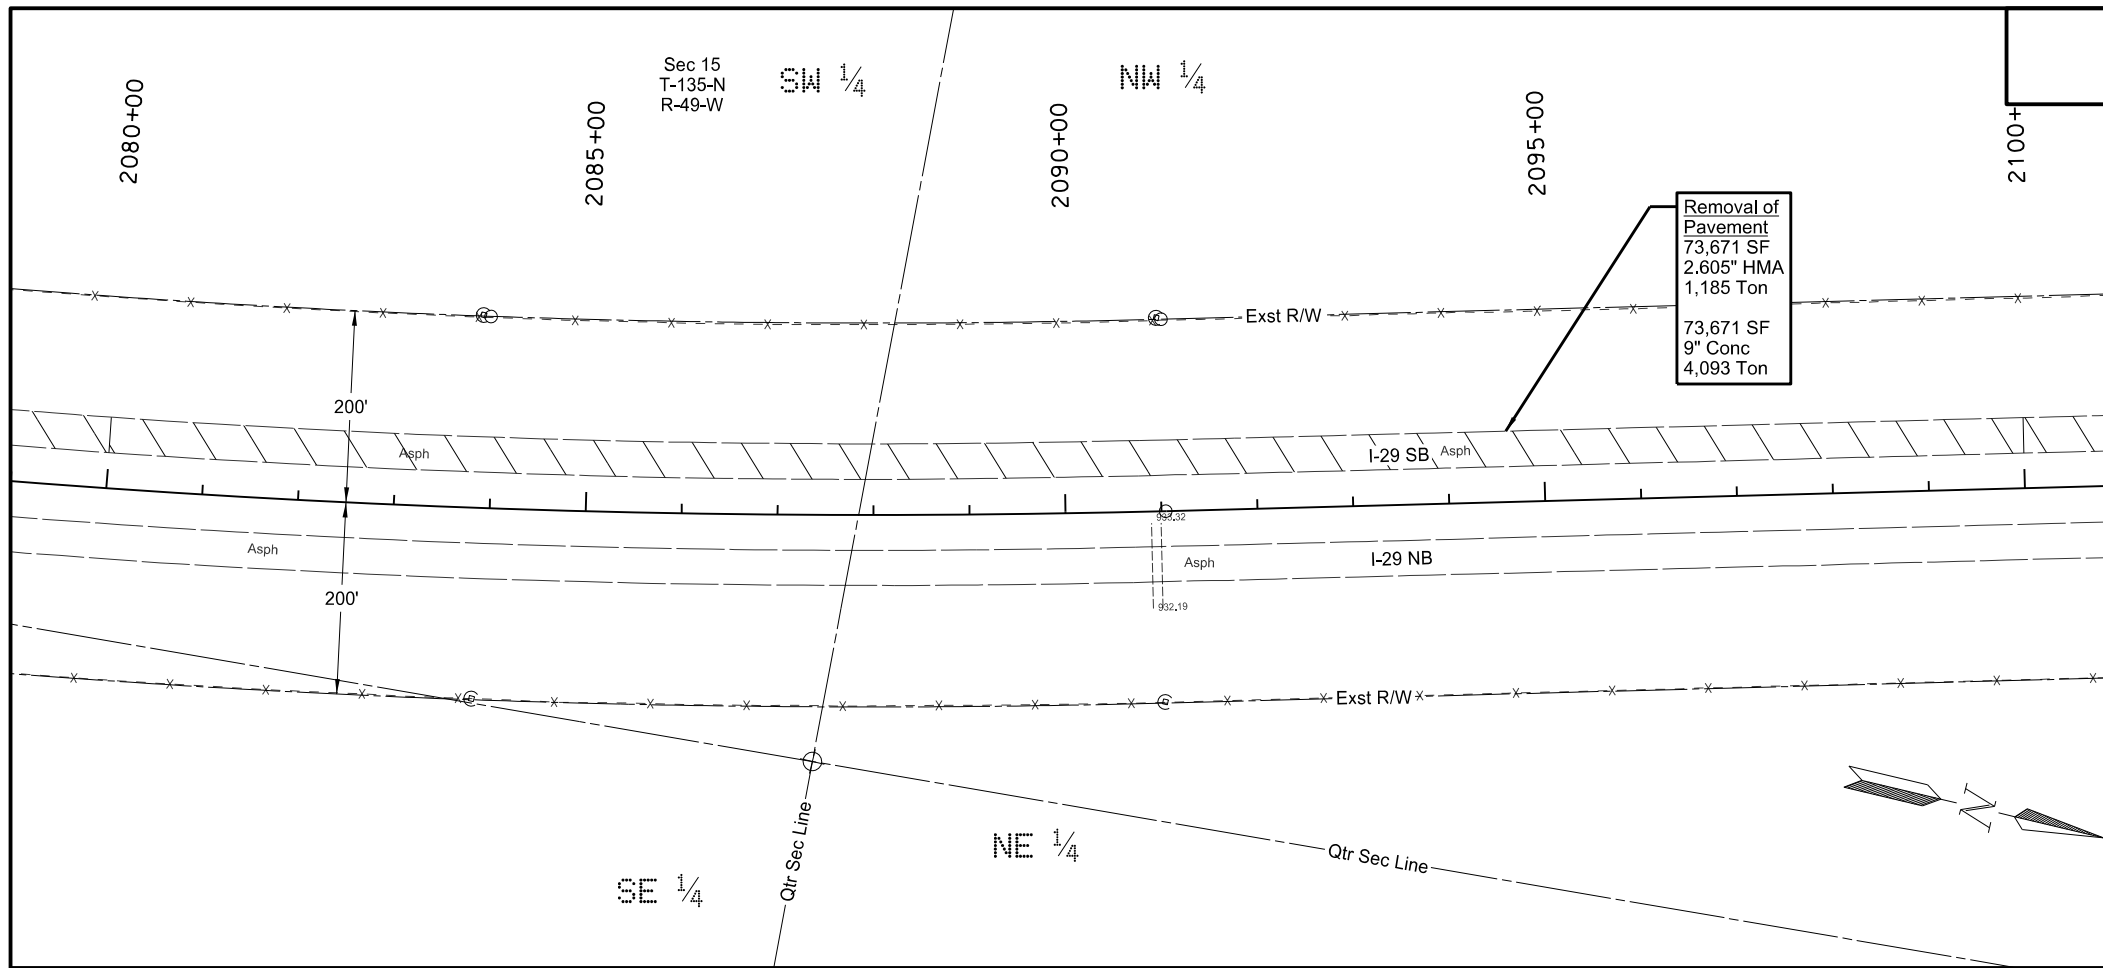 2080+00
2085+00
Sec 15
T-135-N
R-49-W
SW 1/4
NW 1/4
2090+00
2095+00
2100+
Removal of
Pavement
73,671 SF
2.605" HMA
1,185 Ton
73,671 SF
9" Conc
4,093 Ton
Exst R/W
200'
Asph
I-29 SB
Asph
933.32
Asph
Asph
I-29 NB
200'
932.19
Exst R/W
Qtr Sec Line
NE 1/4
Qtr Sec Line
SE 1/4
N